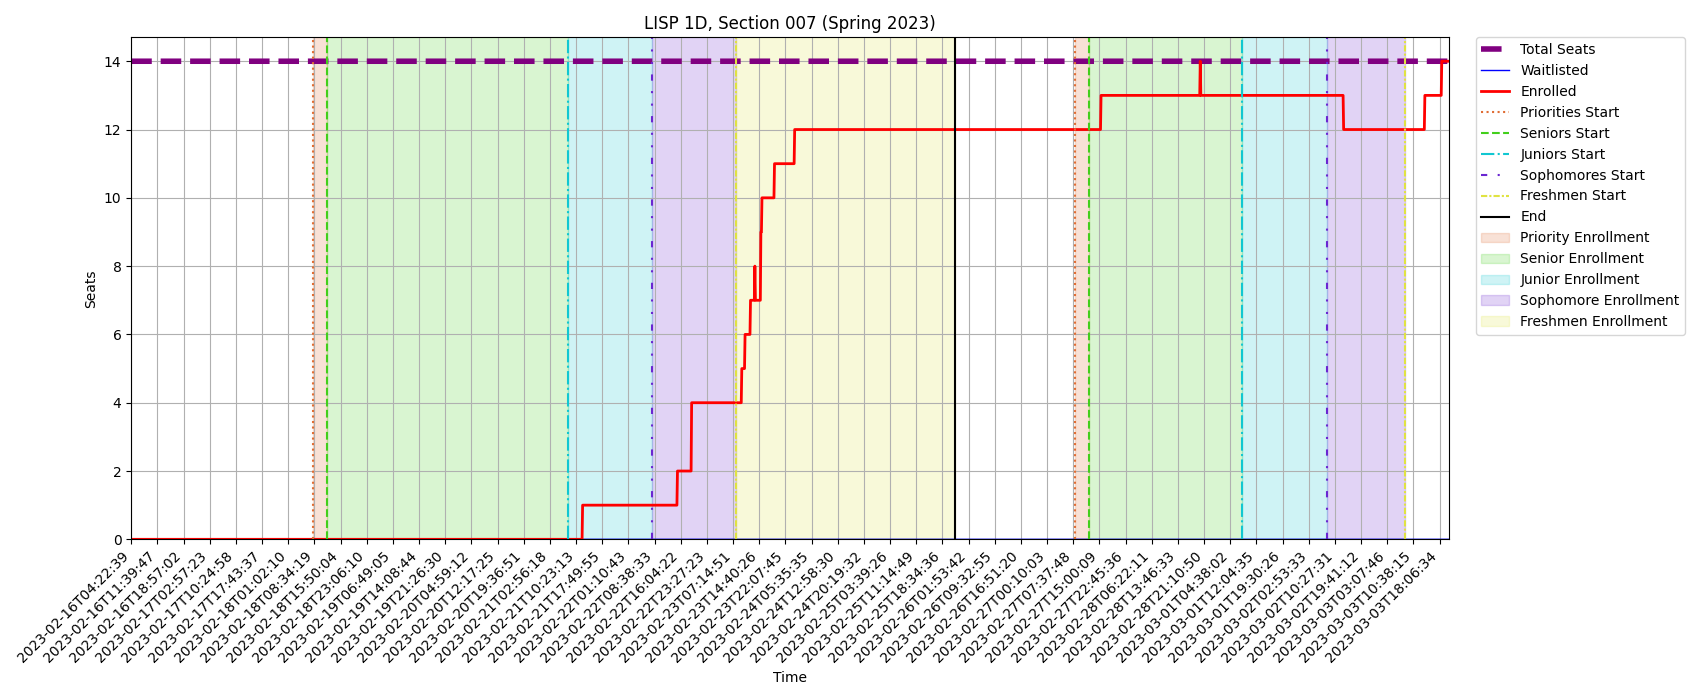 LISP 1D, Section 007 (Spring 2023)
14
12
10
8
6
4
2
0
Seats
2023-02-16T04:22:39
2023-02-16T11:39:47
2023-02-16T18:57:02
2023-02-17T02:57:23
2023-02-17T10:24:58
2023-02-17T17:43:37
2023-02-18T01:02:10
2023-02-18T08:34:19
2023-02-18T15:50:04
2023-02-18T23:06:10
2023-02-19T06:49:05
2023-02-19T14:08:44
2023-02-19T21:26:30
2023-02-20T04:59:12
2023-02-20T12:17:25
2023-02-20T19:36:51
2023-02-21T02:56:18
2023-02-21T10:23:13
2023-02-21T17:49:55
2023-02-22T01:10:43
2023-02-22T08:38:33
2023-02-22T16:04:22
2023-02-22T23:27:23
2023-02-23T07:14:51
2023-02-23T14:40:26
2023-02-23T22:07:45
2023-02-24T05:35:35
2023-02-24T12:58:30
2023-02-24T20:19:32
2023-02-25T03:39:26
2023-02-25T11:14:49
2023-02-25T18:34:36
2023-02-26T01:53:42
2023-02-26T09:32:55
2023-02-26T16:51:20
2023-02-27T00:10:03
2023-02-27T07:37:48
2023-02-27T15:00:09
2023-02-27T22:45:36
2023-02-28T06:22:11
2023-02-28T13:46:33
2023-02-28T21:10:50
2023-03-01T04:38:02
2023-03-01T12:04:35
2023-03-01T19:30:26
2023-03-02T02:53:33
2023-03-02T10:27:31
2023-03-02T19:41:12
2023-03-03T03:07:46
2023-03-03T10:38:15
2023-03-03T18:06:34
Time
Total Seats
Waitlisted
Enrolled
Priorities Start
Seniors Start
Juniors Start
Sophomores Start
Freshmen Start
End
Priority Enrollment
Senior Enrollment
Junior Enrollment
Sophomore Enrollment
Freshmen Enrollment